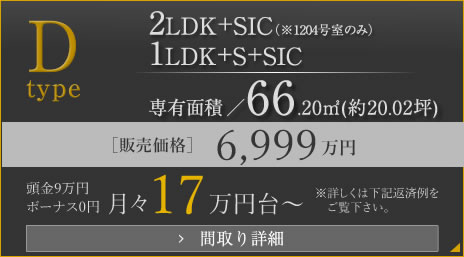 D
type
2LDK+SIC(※1204号室のみ)
1LDK+S+SIC
専有面積／66.20㎡(約20.02坪)
［販売価格］ 6,999万円
頭金9万円
ボーナス0円
月々17万円台～
※詳しくは下記返済例を
ご覧下さい。
› 間取り詳細